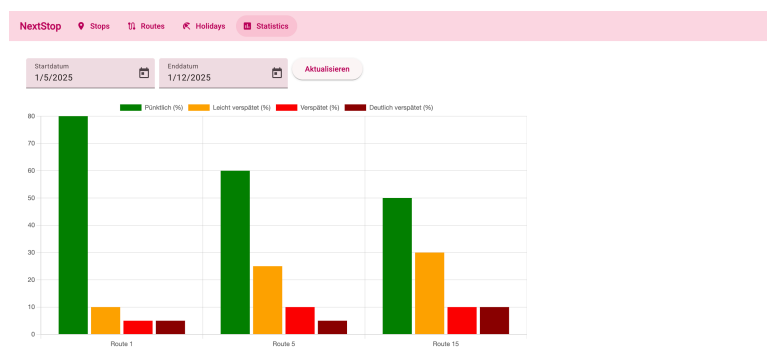 NextStop Stops Routes Holidays Statistics
Startdatum Enddatum
1/5/2025 1/12/2025 Aktualisieren
Pünktlich (%) Leicht verspätet (%) Verspätet (%) Deutlich verspätet (%)
80
70
60
50
40
30
20
10
0
Route 1 Route 5 Route 15